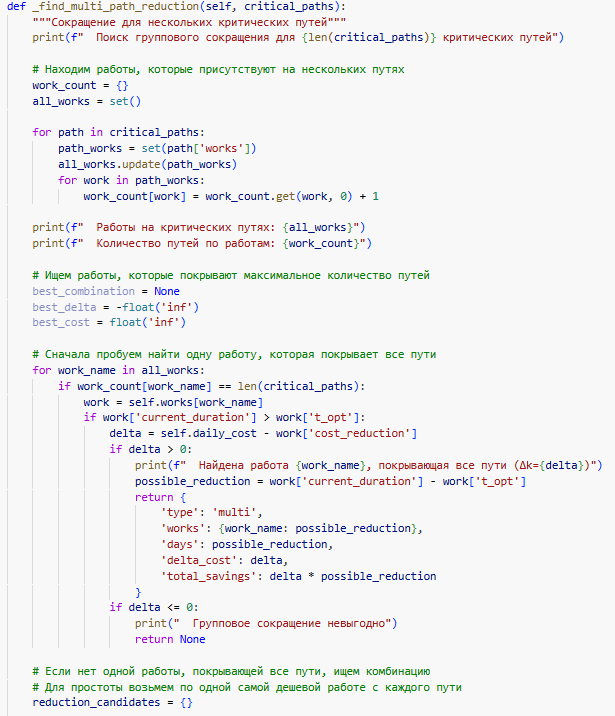 def _find_multi_path_reduction(self, critical_paths):
    """Сокращение для нескольких критических путей"""
    print(f"  Поиск группового сокращения для {len(critical_paths)} критических путей")
    # Находим работы, которые присутствуют на нескольких путях
    work_count = {}
    all_works = set()
    for path in critical_paths:
        path_works = set(path['works'])
        all_works.update(path_works)
        for work in path_works:
            work_count[work] = work_count.get(work, 0) + 1
    print(f"  Работы на критических путях: {all_works}")
    print(f"  Количество путей по работам: {work_count}")
    # Ищем работы, которые покрывают максимальное количество путей
    best_combination = None
    best_delta = -float('inf')
    best_cost = float('inf')
    # Сначала пробуем найти одну работу, которая покрывает все пути
    for work_name in all_works:
        if work_count[work_name] == len(critical_paths):
            work = self.works[work_name]
            if work['current_duration'] > work['t_opt']:
                delta = self.daily_cost - work['cost_reduction']
                if delta > 0:
                    print(f"  Найдена работа {work_name}, покрывающая все пути (Δk={delta})")
                    possible_reduction = work['current_duration'] - work['t_opt']
                    return {
                        'type': 'multi',
                        'works': {work_name: possible_reduction},
                        'days': possible_reduction,
                        'delta_cost': delta,
                        'total_savings': delta * possible_reduction
                    }
                if delta <= 0:
                    print("  Групповое сокращение невыгодно")
                    return None
    # Если нет одной работы, покрывающей все пути, ищем комбинацию
    # Для простоты возьмем по одной самой дешевой работе с каждого пути
    reduction_candidates = {}